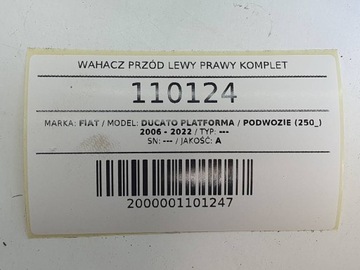 WAHACZ PRZÓD LEWY PRAWY KOMPLET
110124
MARKA: FIAT / MODEL: DUCATO PLATFORMA / PODWOZIE (250_)
2006 - 2022 / TYP: ---
SN: --- / JAKOŚĆ: A
2000001101247